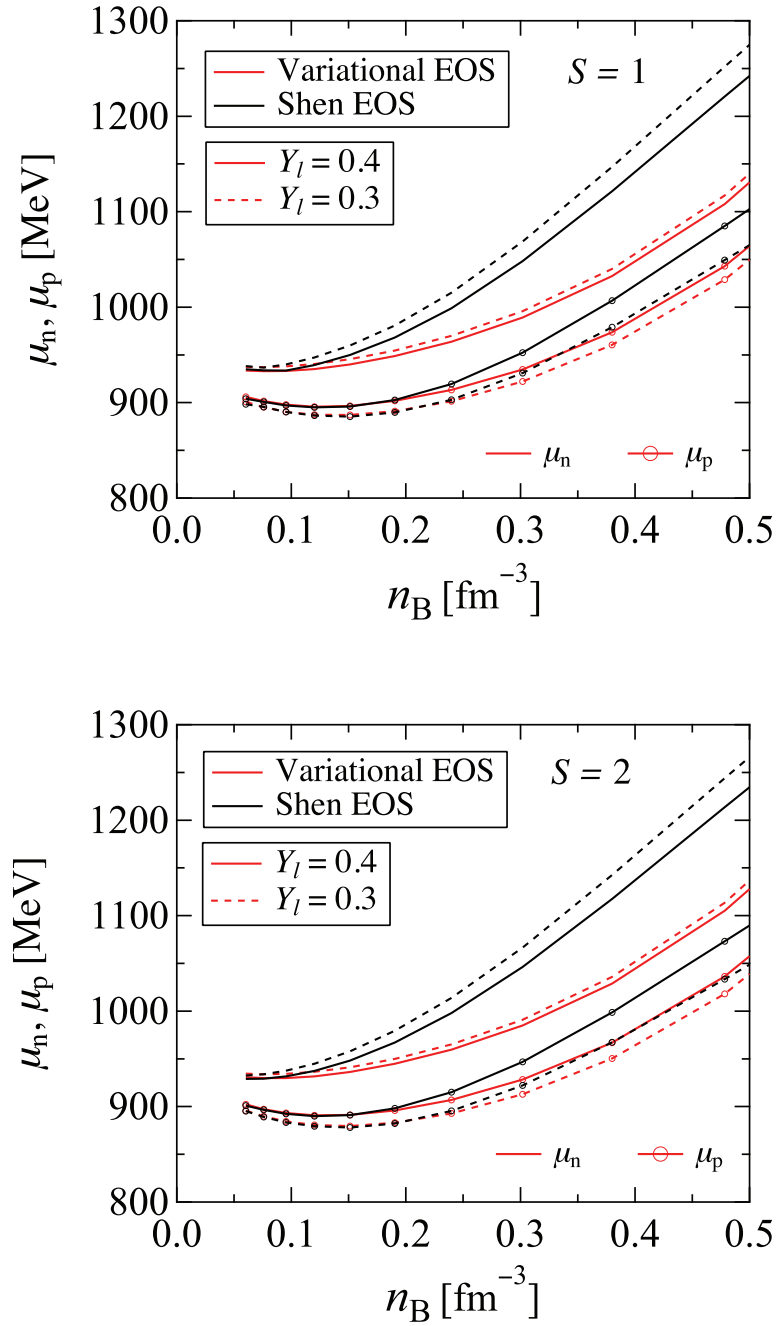 1300
1200
1100
1000
900
800
μn, μp [MeV]
Variational EOS
Shen EOS
S = 1
Yl = 0.4
Yl = 0.3
μn
μp
0.0 0.1 0.2 0.3 0.4 0.5
nB [fm−3]
1300
1200
1100
1000
900
800
μn, μp [MeV]
Variational EOS
Shen EOS
S = 2
Yl = 0.4
Yl = 0.3
μn
μp
0.0 0.1 0.2 0.3 0.4 0.5
nB [fm−3]